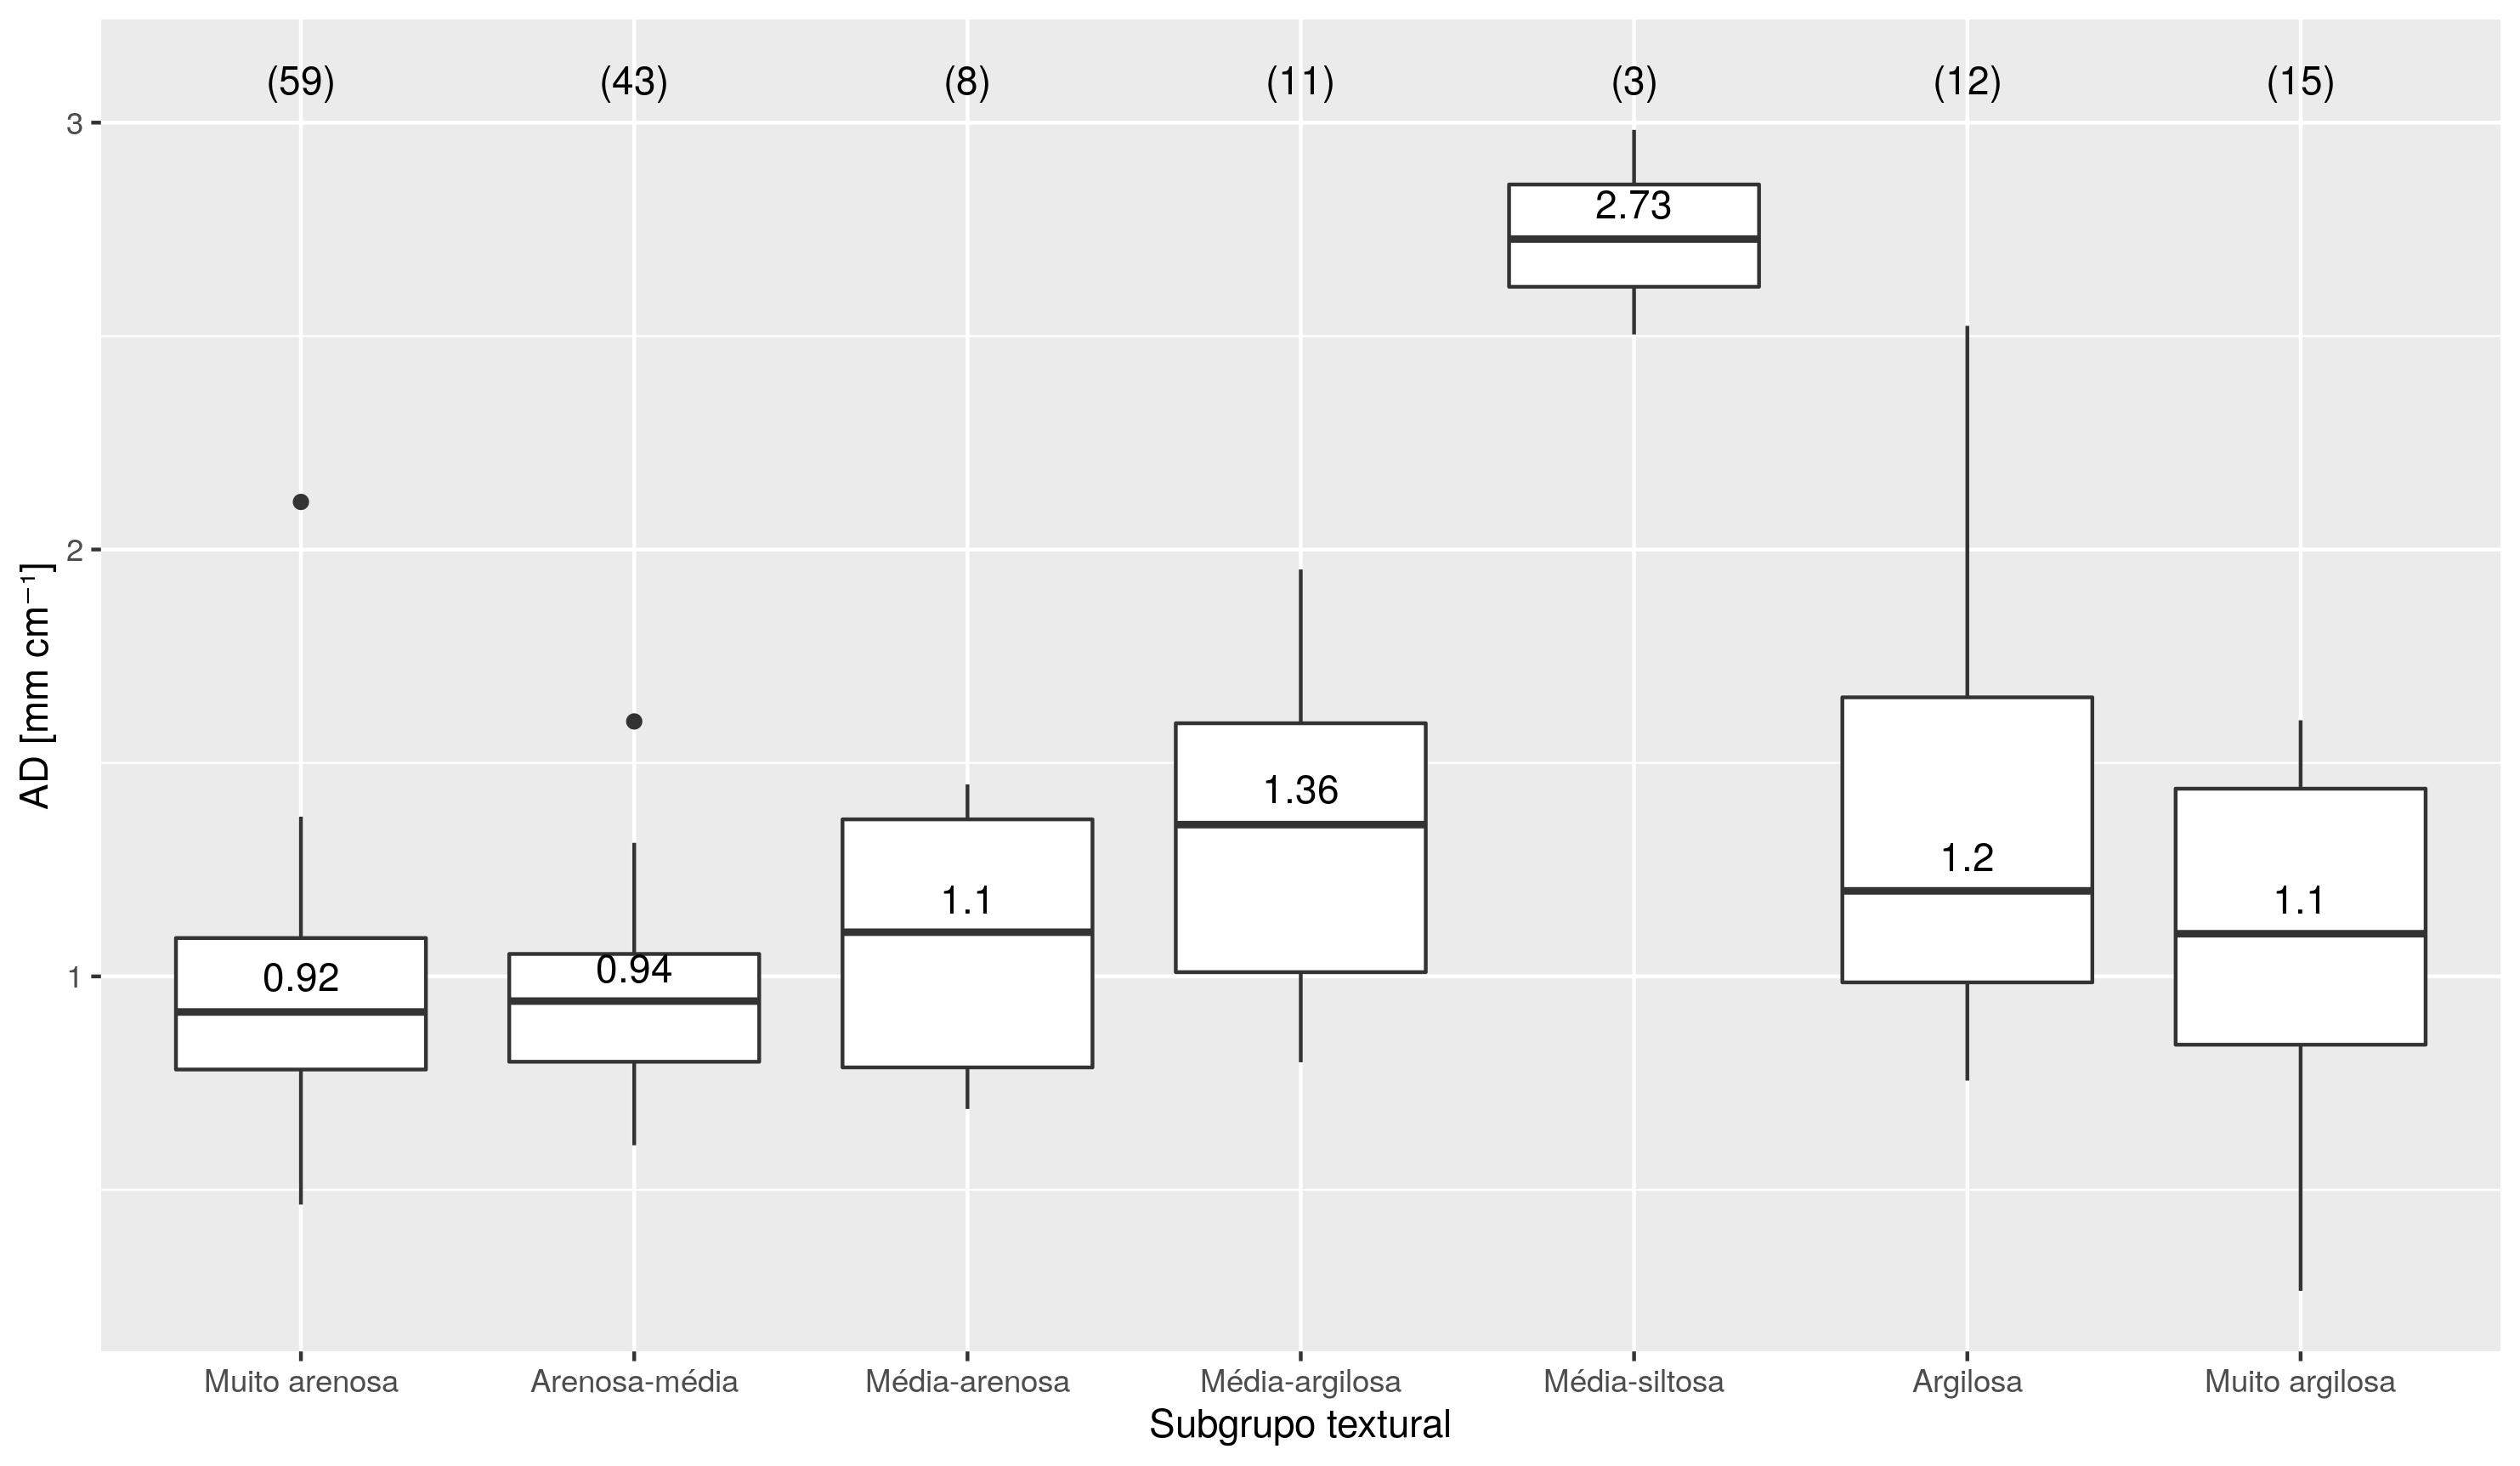 (59) (43) (8) (11) (3) (12) (15)
3
2.73
2
AD [mm cm⁻¹]
1.36
1.2
1.1 1.1
0.92 0.94
1
Muito arenosa Arenosa-média Média-arenosa Média-argilosa Média-siltosa Argilosa Muito argilosa
Subgrupo textural